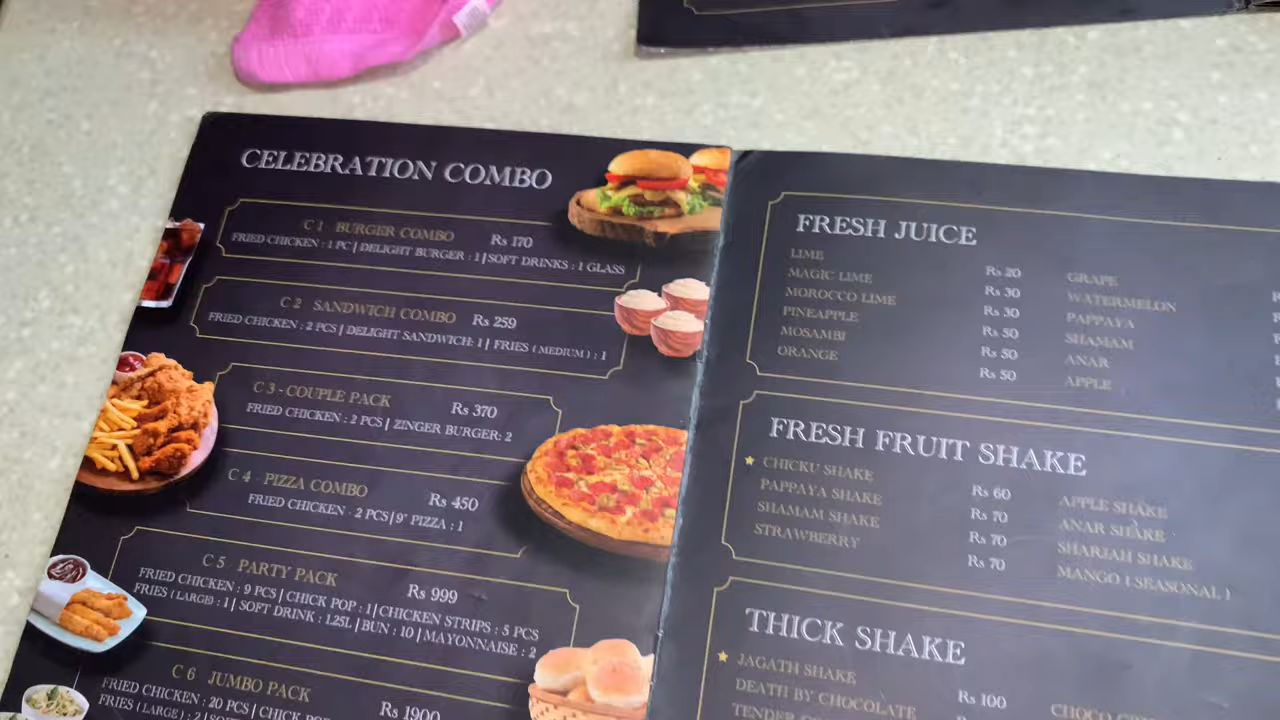 CELEBRATION COMBO
C 1 BURGER COMBO Rs 170
FRIED CHICKEN : 1 PC | DELIGHT BURGER : 1 | SOFT DRINKS : 1 GLASS
C 2 SANDWICH COMBO Rs 259
FRIED CHICKEN : 2 PCS | DELIGHT SANDWICH: 1 | FRIES ( MEDIUM ) : 1
C 3 - COUPLE PACK Rs 370
FRIED CHICKEN : 2 PCS | ZINGER BURGER: 2
C 4 PIZZA COMBO Rs 450
FRIED CHICKEN - 2 PCS | 9" PIZZA : 1
C 5 PARTY PACK Rs 999
FRIED CHICKEN : 9 PCS | CHICK POP : 1 | CHICKEN STRIPS : 5 PCS
FRIES ( LARGE) : 1 | SOFT DRINK : 1.25L | BUN : 10 | MAYONNAISE : 2
C 6 JUMBO PACK Rs 1900
FRIED CHICKEN : 20 PCS | CHICK
FRIES ( LARGE ) : 2
FRESH JUICE
LIME Rs 20 GRAPE
MAGIC LIME Rs 30 WATERMELON
MOROCCO LIME Rs 30 PAPPAYA
PINEAPPLE Rs 50 SHAMAM
MOSAMBI Rs 50 ANAR
ORANGE Rs 50 APPLE
FRESH FRUIT SHAKE
CHICKU SHAKE Rs 60 APPLE SHAKE
PAPPAYA SHAKE Rs 70 ANAR SHAKE
SHAMAM SHAKE Rs 70 SHARJAH SHAKE
STRAWBERRY Rs 70 MANGO ( SEASONAL )
THICK SHAKE
JAGATH SHAKE Rs 100
DEATH BY CHOCOLATE
TENDER